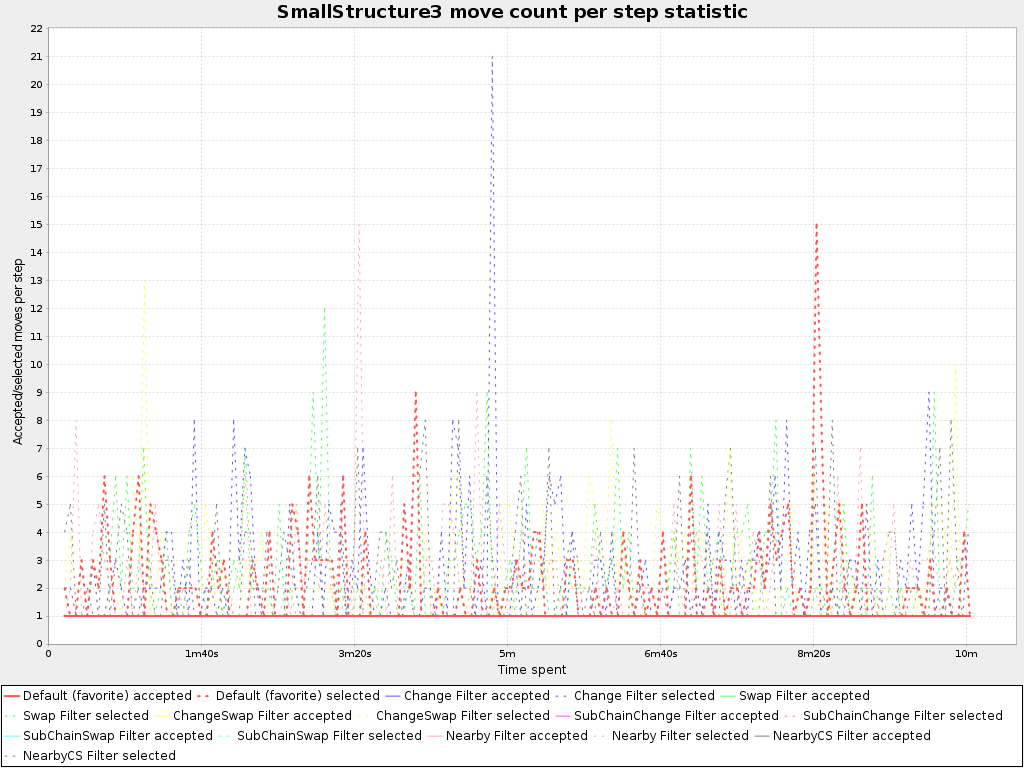 SmallStructure3 move count per step statistic
22
21
20
19
18
17
16
15
14
13
12
11
10
9
8
7
6
5
4
3
2
1
0
Accepted/selected moves per step
0 1m40s 3m20s 5m 6m40s 8m20s 10m
Time spent
Default (favorite) accepted Default (favorite) selected Change Filter accepted Change Filter selected Swap Filter accepted
Swap Filter selected ChangeSwap Filter accepted ChangeSwap Filter selected SubChainChange Filter accepted SubChainChange Filter selected
SubChainSwap Filter accepted SubChainSwap Filter selected Nearby Filter accepted Nearby Filter selected NearbyCS Filter accepted
NearbyCS Filter selected